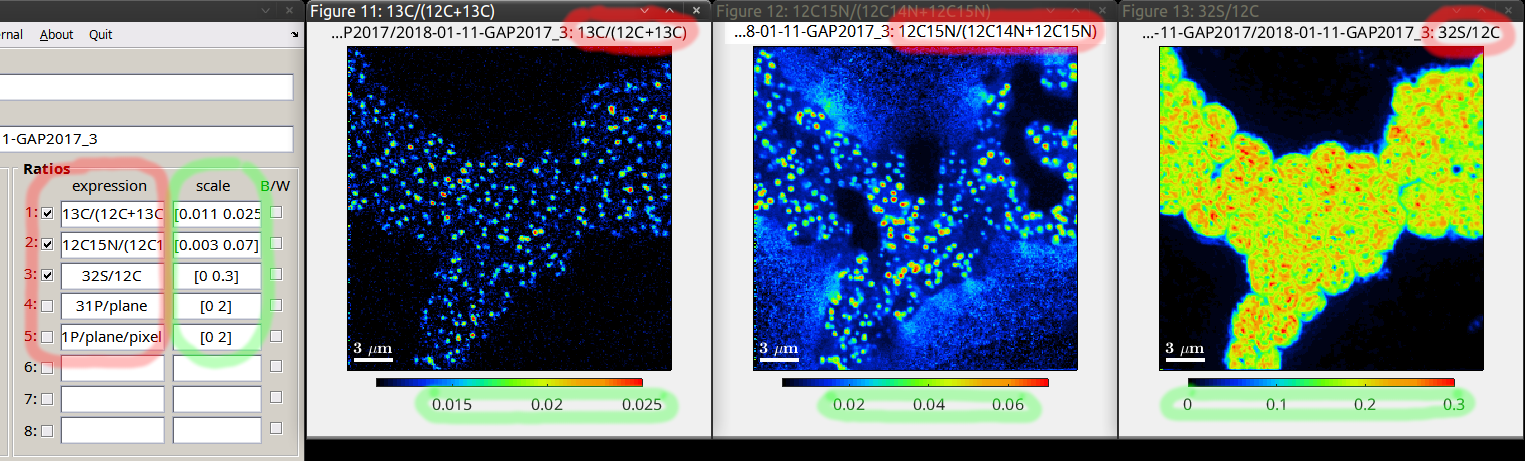 Figure 11: 13C/(12C+13C)
Figure 12: 12C15N/(12C14N+12C15N)
Figure 13: 32S/12C
rnal About Quit
...P2017/2018-01-11-GAP2017_3: 13C/(12C+13C)
...8-01-11-GAP2017_3: 12C15N/(12C14N+12C15N)
...-11-GAP2017/2018-01-11-GAP2017_3: 32S/12C
1-GAP2017_3
Ratios
expression scale B/W
1: 13C/(12C+13C [0.011 0.025
2: 12C15N/(12C1 [0.003 0.07]
3: 32S/12C [0 0.3]
4: 31P/plane [0 2]
5: 1P/plane/pixel [0 2]
6:
7:
8:
3 μm
0.015 0.02 0.025
3 μm
0.02 0.04 0.06
3 μm
0 0.1 0.2 0.3